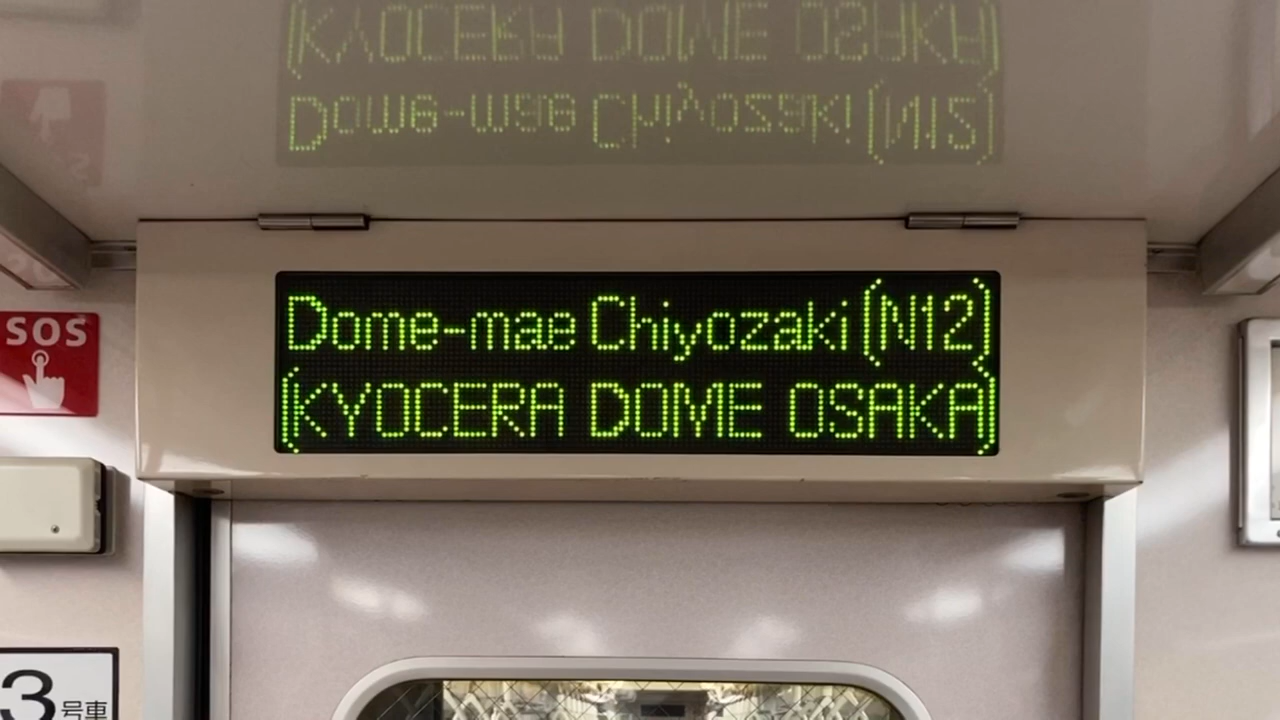 Dome-mae Chiyozaki (N12)
(KYOCERA DOME OSAKA)
SOS
3号車